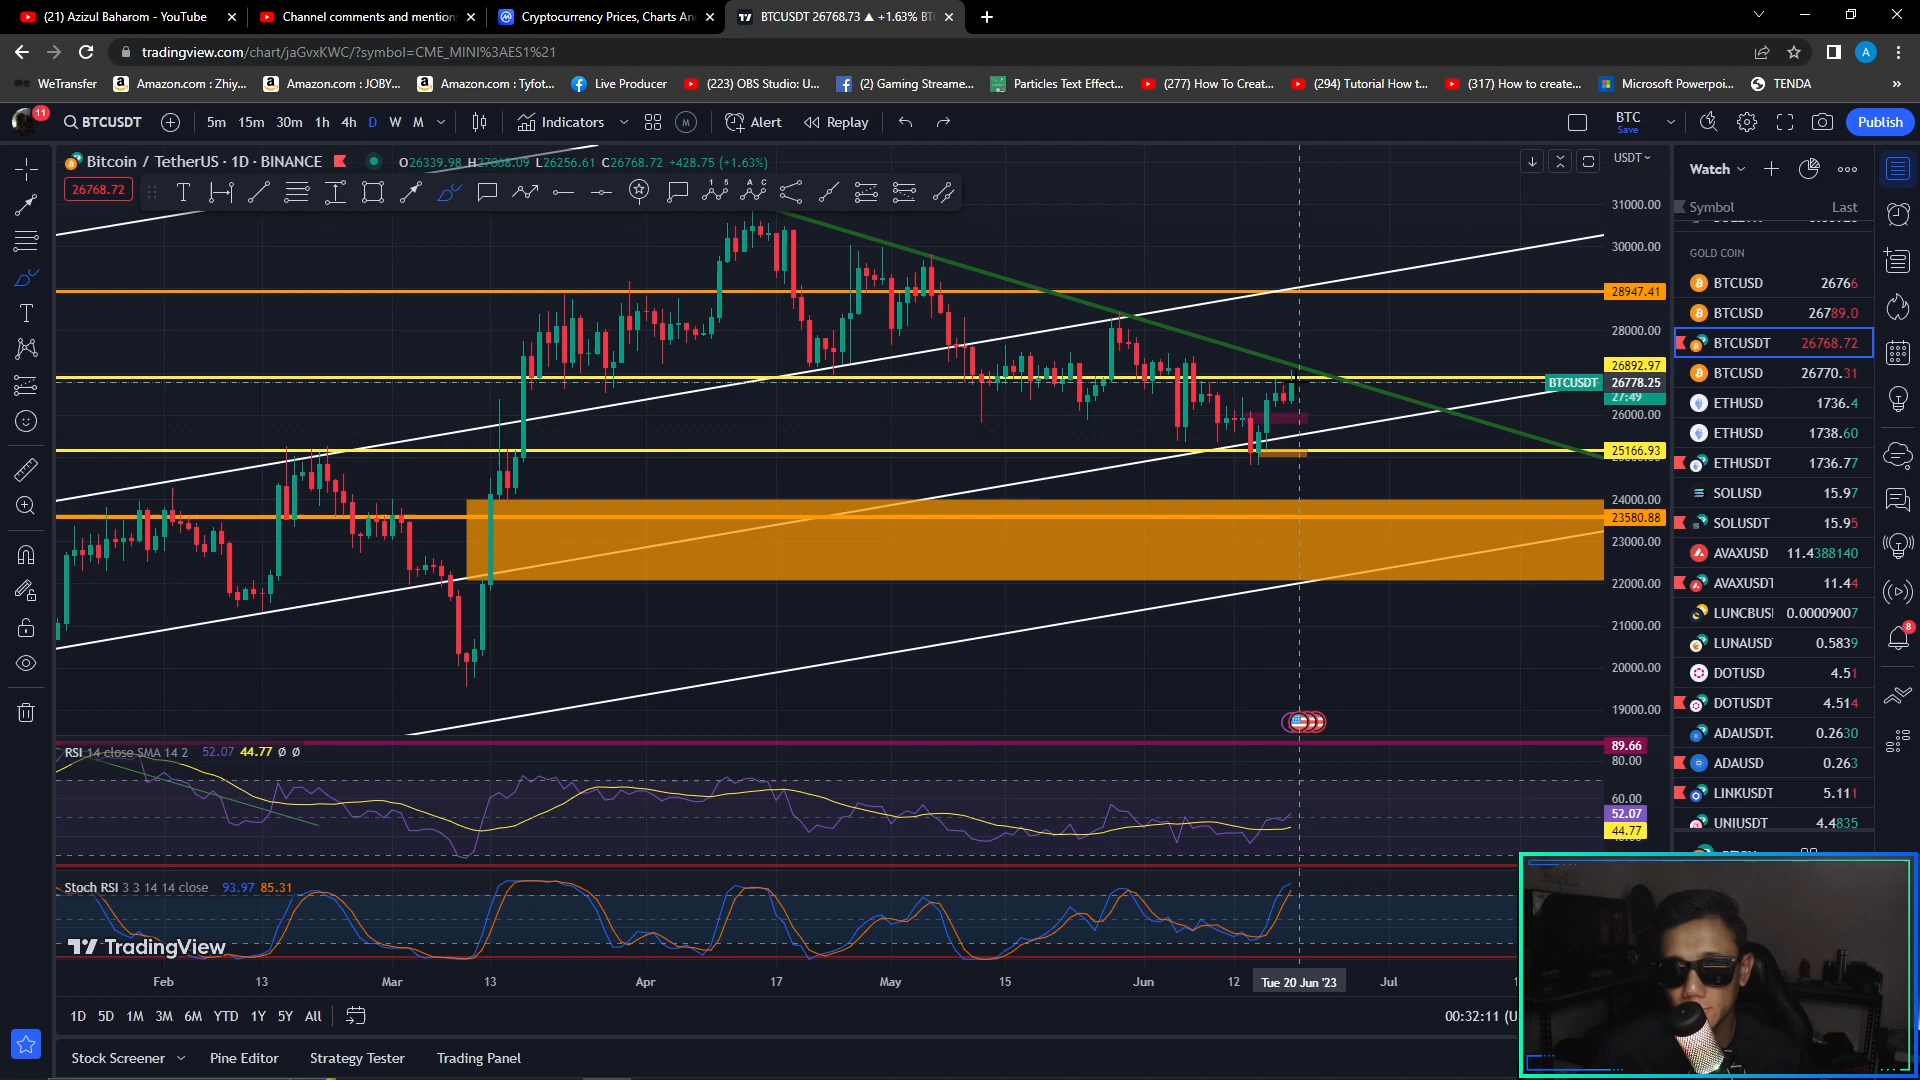 (21) Azizul Baharom - YouTube
Channel comments and mention
Cryptocurrency Prices, Charts An
BTCUSDT 26768.73 ▲ +1.63% BT
tradingview.com/chart/jaGvxKWC/?symbol=CME_MINI%3AES1%21
A
WeTransfer
Amazon.com : Zhiy...
Amazon.com : JOBY...
Amazon.com : Tyfot...
Live Producer
(223) OBS Studio: U...
(2) Gaming Streame...
Particles Text Effect...
(277) How To Creat...
(294) Tutorial How t...
(317) How to create...
Microsoft Powerpoi...
TENDA
»
11
BTCUSDT
5m 15m 30m 1h 4h D W M
Indicators
M
Alert
Replay
BTC
Save
Publish
Bitcoin / TetherUS · 1D · BINANCE
O26339.98 H27068.09 L26256.61 C26768.72 +428.75 (+1.63%)
USDT
26768.72
Watch
Symbol Last
GOLD COIN
BTCUSD 26766
BTCUSD 26789.0
BTCUSDT 26768.72
BTCUSD 26770.31
ETHUSD 1736.4
ETHUSD 1738.60
ETHUSDT 1736.77
SOLUSD 15.97
SOLUSDT 15.95
AVAXUSD 11.4388140
AVAXUSDT 11.44
LUNCBUSI 0.00009007
LUNAUSD 0.5839
DOTUSD 4.51
DOTUSDT 4.514
ADAUSDT. 0.2630
ADAUSD 0.263
LINKUSDT 5.111
UNIUSDT 4.4835
8
31000.00
30000.00
28947.41
28000.00
26892.97
BTCUSDT 26778.25
27:49
26000.00
25166.93
24000.00
23580.88
23000.00
22000.00
21000.00
20000.00
19000.00
RSI 14 close SMA 14 2 52.07 44.77 Ø Ø
89.66
80.00
60.00
52.07
44.77
Stoch RSI 3 3 14 14 close 93.97 85.31
TradingView
Feb 13 Mar 13 Apr 17 May 15 Jun 12 Tue 20 Jun '23 Jul
1D 5D 1M 3M 6M YTD 1Y 5Y All
00:32:11 (U
Stock Screener
Pine Editor
Strategy Tester
Trading Panel